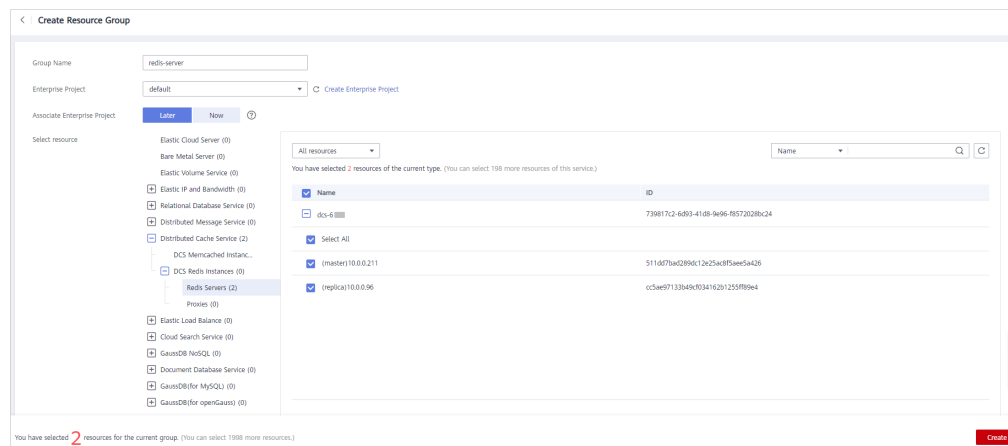 Create Resource Group
Group Name redis-server
Enterprise Project default Create Enterprise Project
Associate Enterprise Project Later Now
Select resource
Elastic Cloud Server (0)
Bare Metal Server (0)
Elastic Volume Service (0)
Elastic IP and Bandwidth (0)
Relational Database Service (0)
Distributed Message Service (0)
Distributed Cache Service (2)
DCS Memcached Instanc...
DCS Redis Instances (0)
Redis Servers (2)
Proxies (0)
Elastic Load Balance (0)
Cloud Search Service (0)
GaussDB NoSQL (0)
Document Database Service (0)
GaussDB(for MySQL) (0)
GaussDB(for openGauss) (0)
All resources Name
You have selected 2 resources of the current type. (You can select 198 more resources of this service.)
Name ID
dcs-6 739817c2-6d93-41d8-9e96-f8572028bc24
Select All
(master)10.0.0.211 511dd7bad289dc12e25ac8f5aee5a426
(replica)10.0.0.96 cc5ae97133b49cf034162b1255ff89e4
You have selected 2 resources for the current group. (You can select 1998 more resources.)
Create